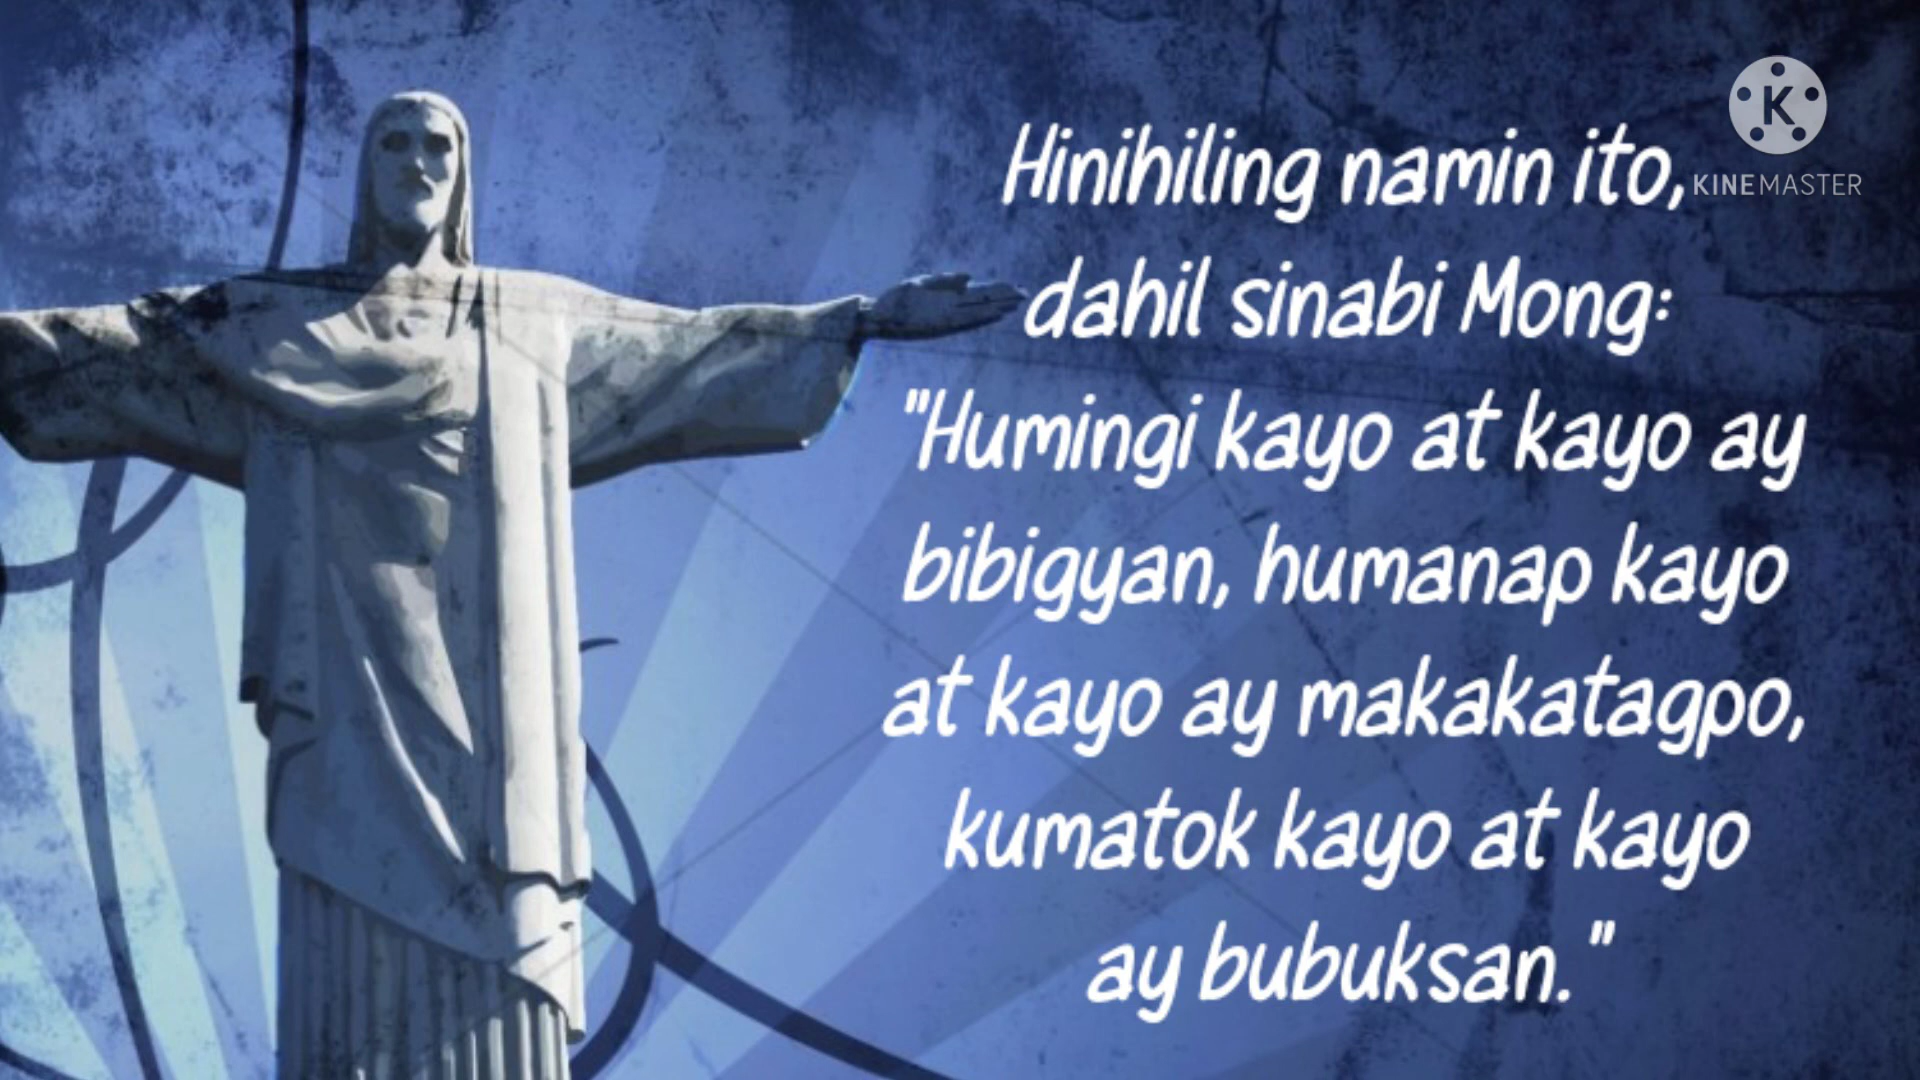 Hinihiling namin ito,
dahil sinabi Mong:
"Humingi kayo at kayo ay
bibigyan, humanap kayo
at kayo ay makakatagpo,
kumatok kayo at kayo
ay bubuksan."
K
KINEMASTER